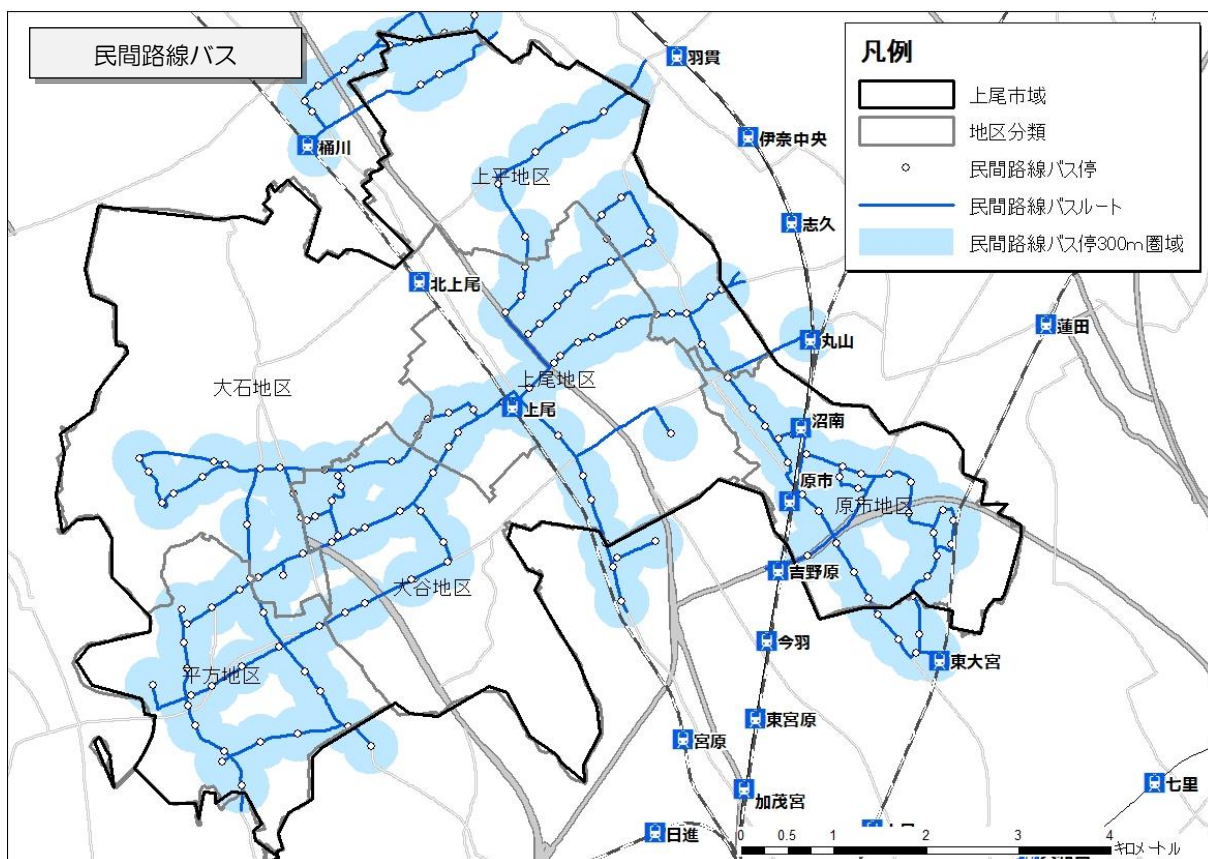 民間路線バス
凡例
上尾市域
地区分類
民間路線バス停
民間路線バスルート
民間路線バス停300m圏域
羽貫
伊奈中央
桶川
上平地区
志久
北上尾
丸山
蓮田
大石地区
上尾地区
上尾
沼南
原市
原市地区
吉野原
大谷地区
今羽
東大宮
平方地区
東宮原
宮原
加茂宮
七里
日進
0 0.5 1 2 3 4
キロメートル